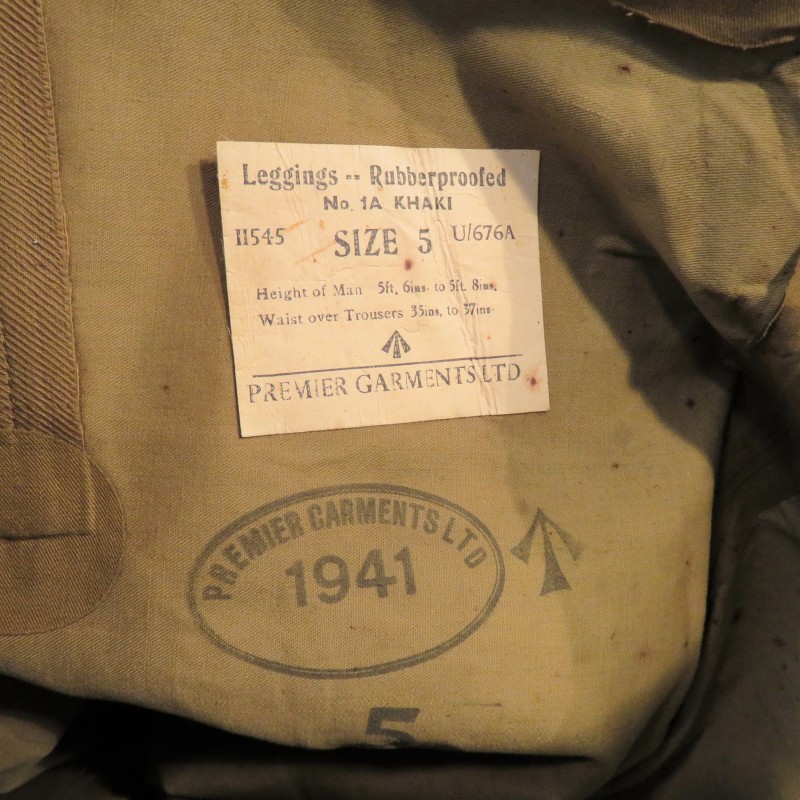 Leggings -- Rubberproofed
No. 1A KHAKI
11545 SIZE 5 U/676A
Height of Man 5ft. 6ins. to 5ft. 8ins.
Waist over Trousers 35ins. to 37ins.
PREMIER GARMENTS LTD
PREMIER GARMENTS LTD
1941
5